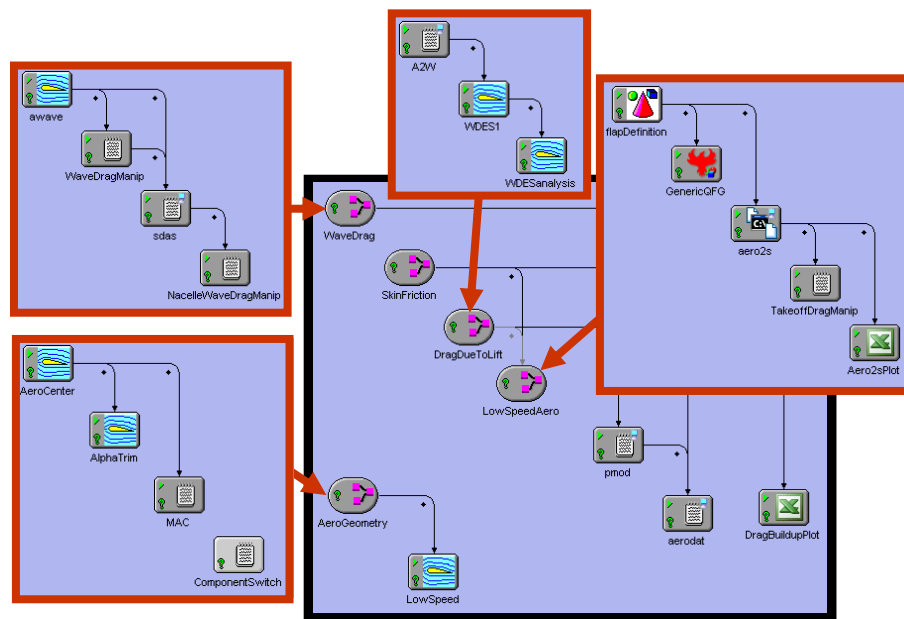 awave
WaveDragManip
sdas
NacelleWaveDragManip
A2W
WDES1
WDESanalysis
flapDefinition
GenericQFG
aero2s
TakeoffDragManip
Aero2sPlot
WaveDrag
SkinFriction
DragDueToLift
LowSpeedAero
pmod
aerodat
DragBuildupPlot
AeroGeometry
LowSpeed
AeroCenter
AlphaTrim
MAC
ComponentSwitch